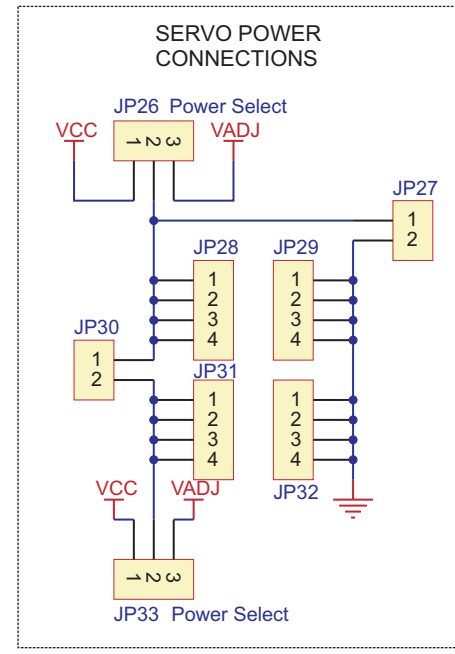 SERVO POWER
CONNECTIONS
JP26 Power Select
VCC
VADJ
1 2 3
JP27
1
2
JP28
1
2
3
4
JP29
1
2
3
4
JP30
1
2
JP31
1
2
3
4
1
2
3
4
JP32
VCC
VADJ
1 2 3
JP33 Power Select